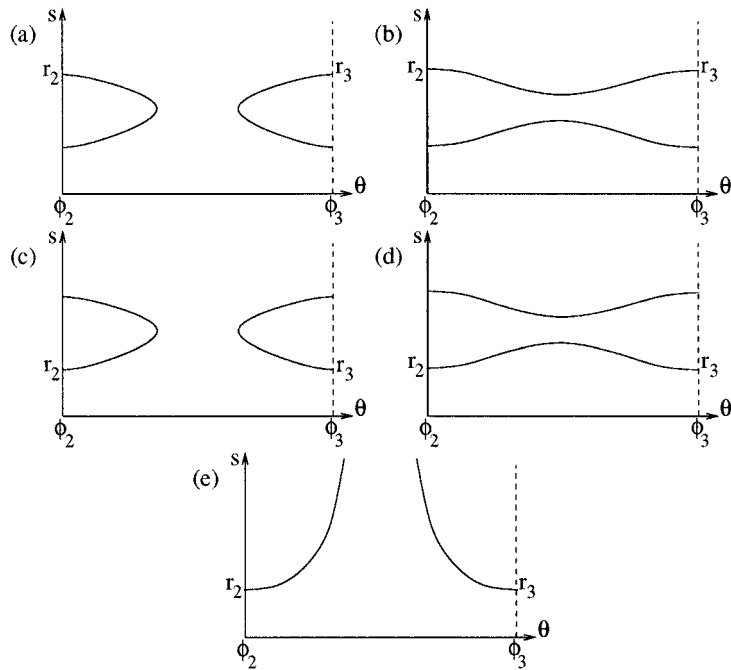 (a) s
r₂ r₃
θ
ϕ₂ ϕ₃
(b) s
r₂ r₃
θ
ϕ₂ ϕ₃
(c) s
r₂ r₃
θ
ϕ₂ ϕ₃
(d) s
r₂ r₃
θ
ϕ₂ ϕ₃
(e) s
r₂ r₃
θ
ϕ₂ ϕ₃